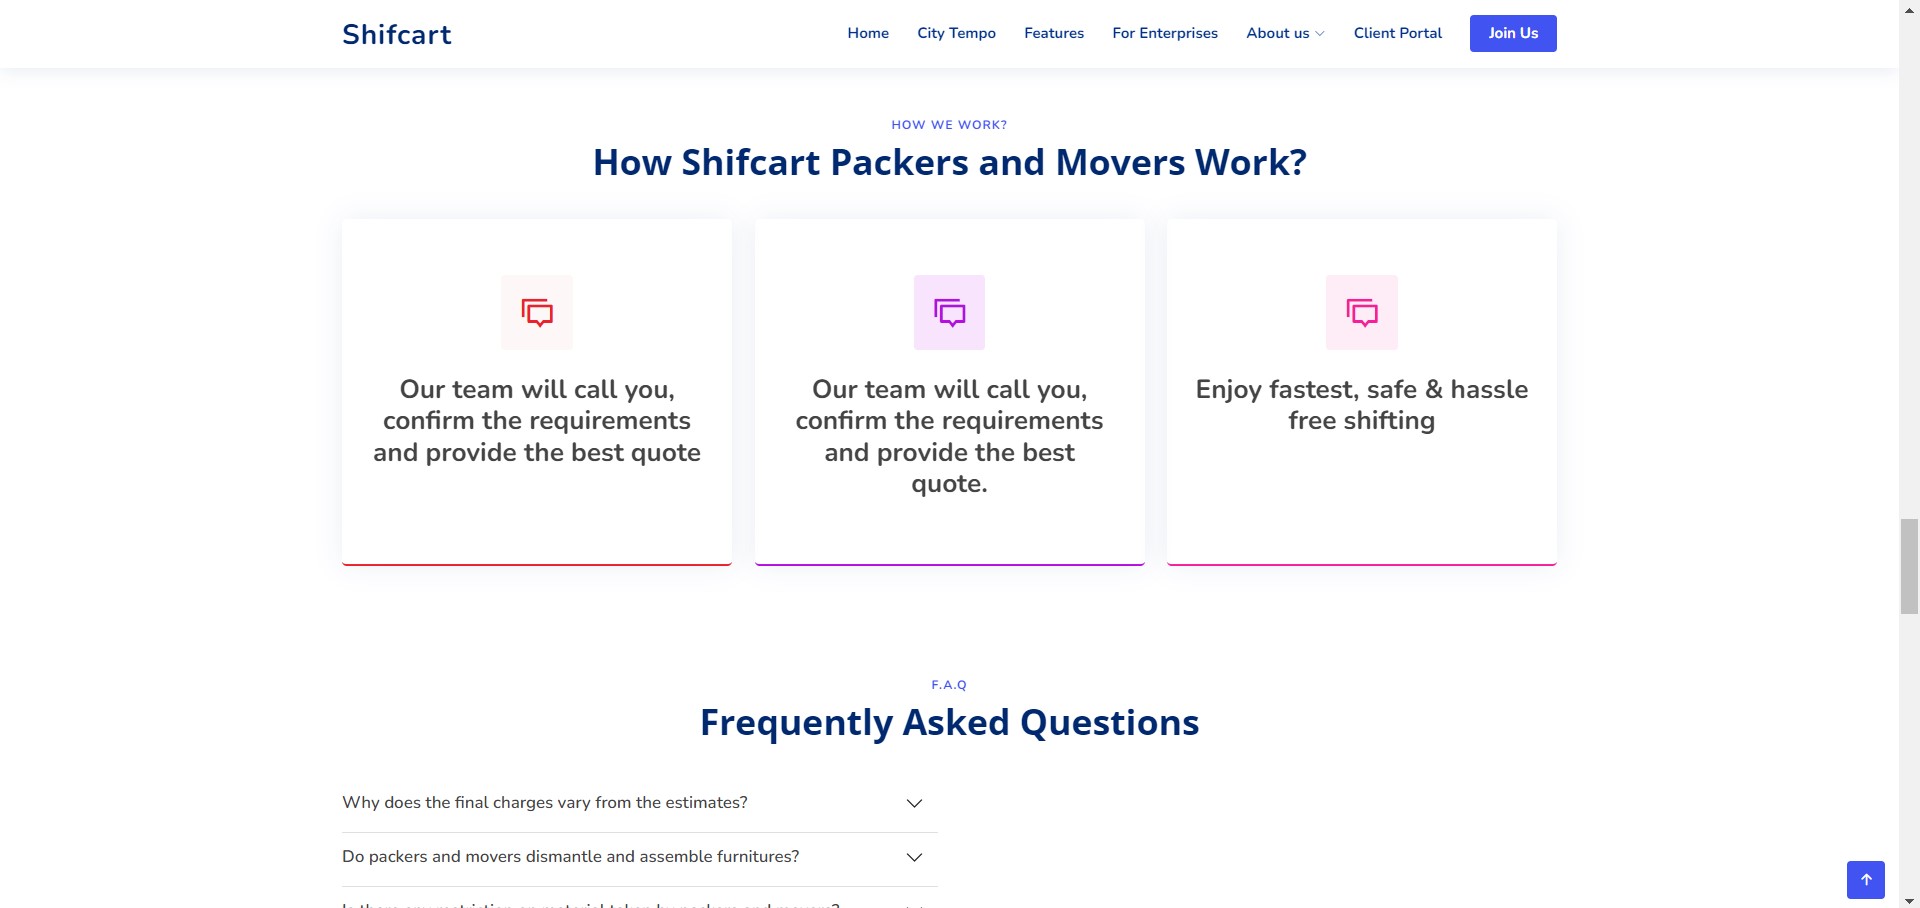 Shifcart
Home City Tempo Features For Enterprises About us Client Portal Join Us
HOW WE WORK?
How Shifcart Packers and Movers Work?
Our team will call you,
confirm the requirements
and provide the best quote
Our team will call you,
confirm the requirements
and provide the best
quote.
Enjoy fastest, safe & hassle
free shifting
F.A.Q
Frequently Asked Questions
Why does the final charges vary from the estimates?
Do packers and movers dismantle and assemble furnitures?